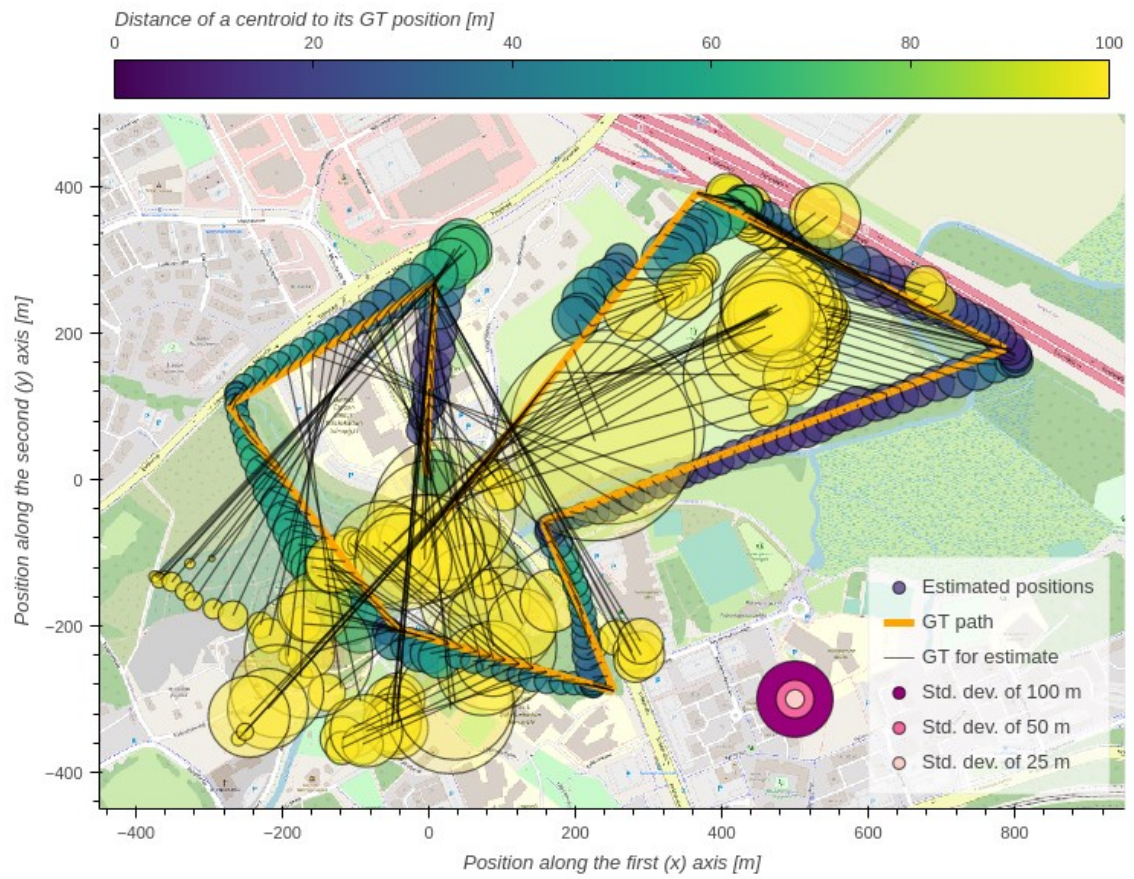 Distance of a centroid to its GT position [m]
0 20 40 60 80 100
Position along the second (y) axis [m]
400
200
0
−200
−400
Estimated positions
GT path
GT for estimate
Std. dev. of 100 m
Std. dev. of 50 m
Std. dev. of 25 m
−400 −200 0 200 400 600 800
Position along the first (x) axis [m]